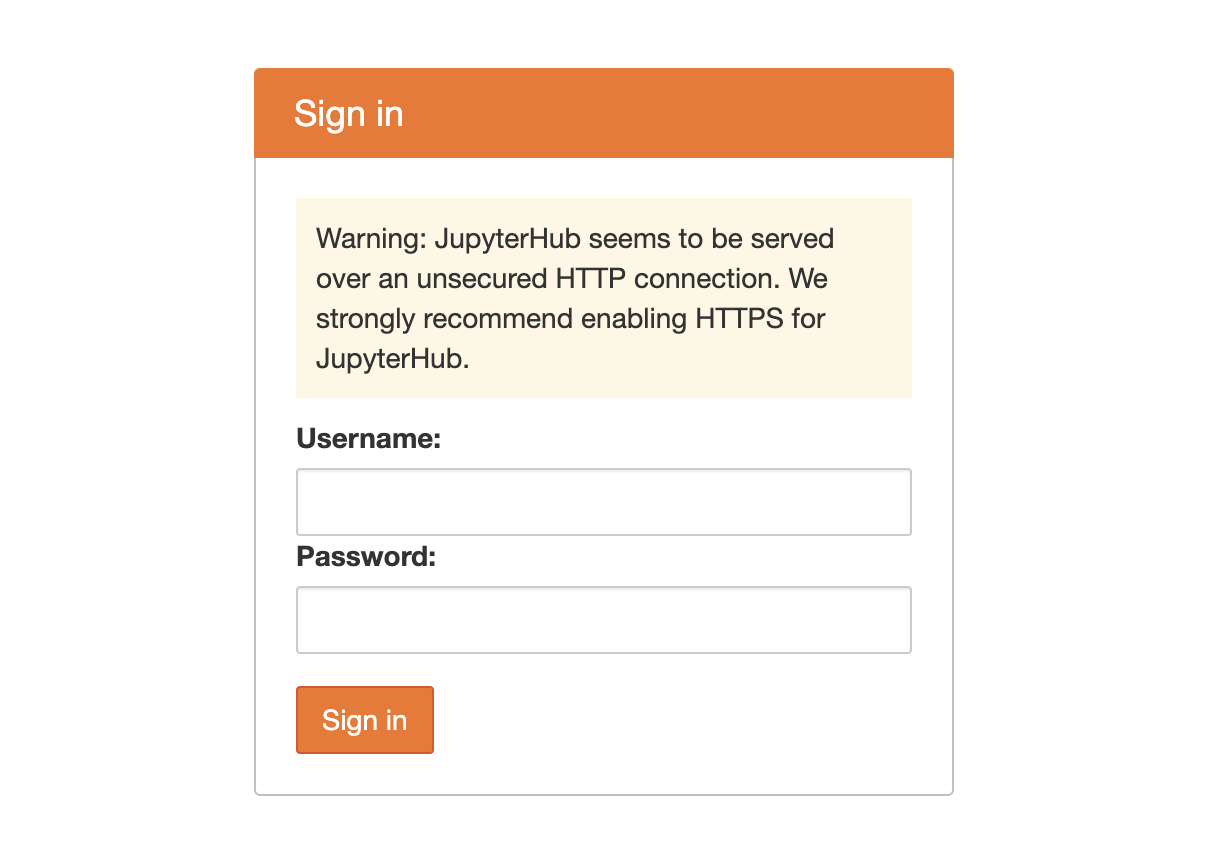 Sign in
Warning: JupyterHub seems to be served
over an unsecured HTTP connection. We
strongly recommend enabling HTTPS for
JupyterHub.
Username:
Password:
Sign in